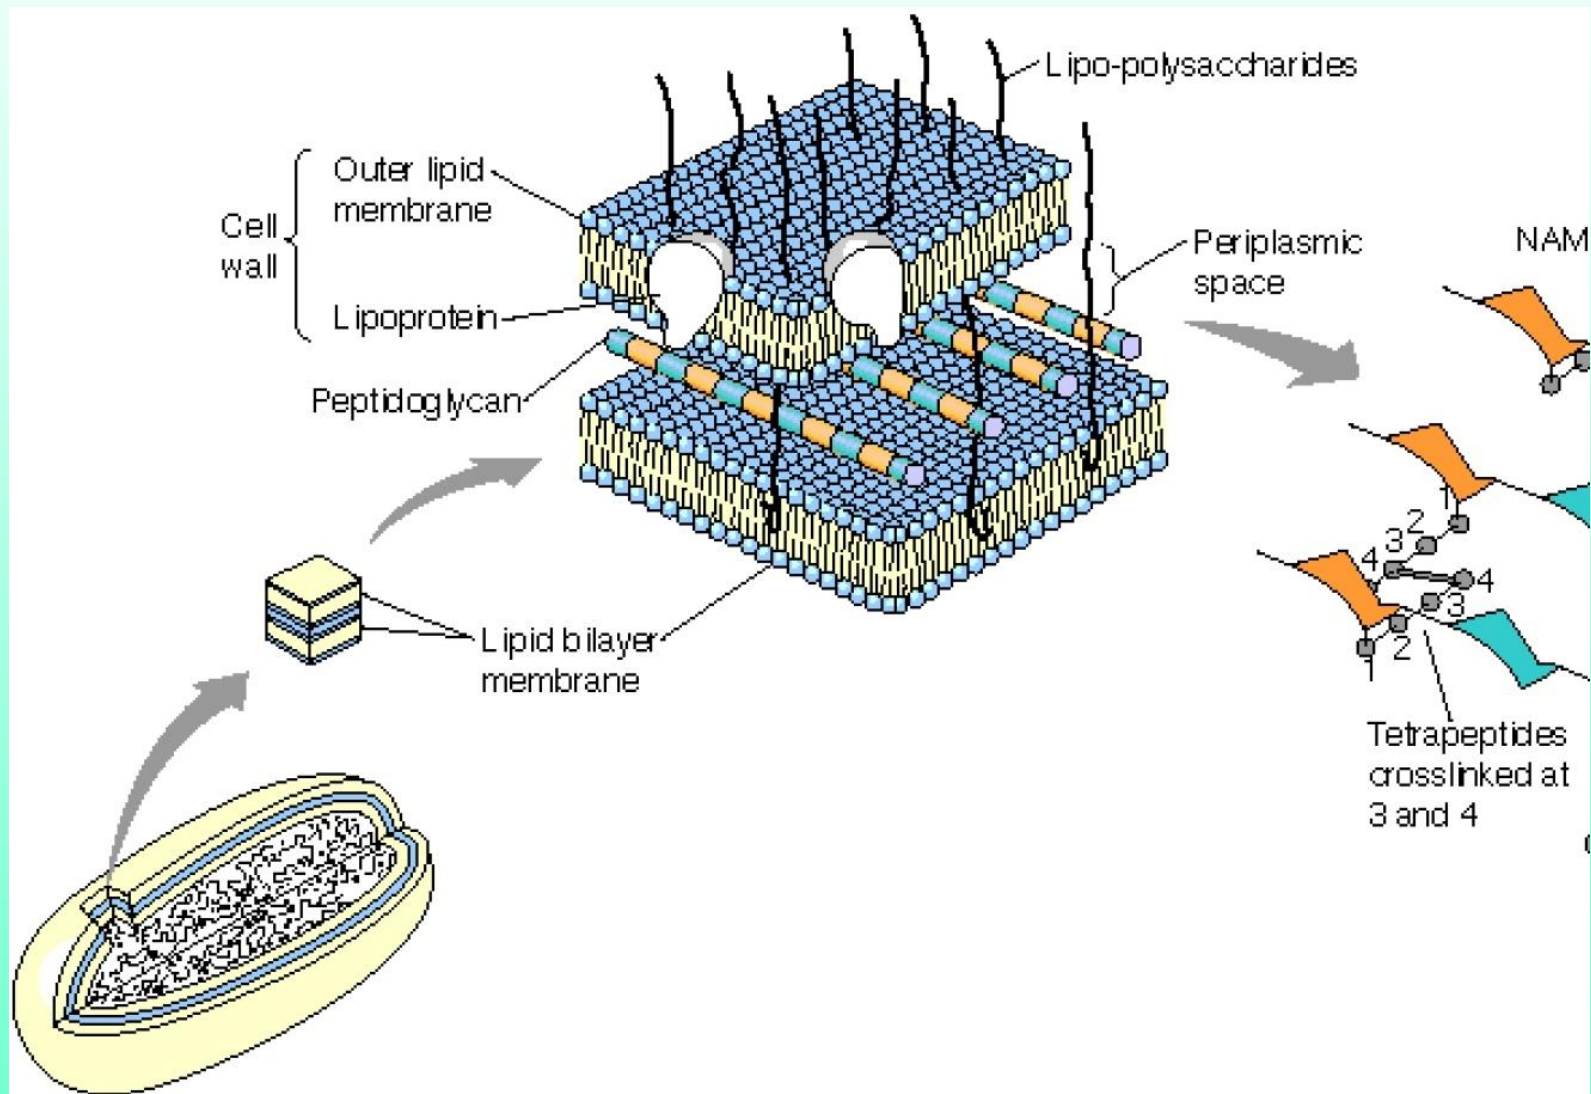 Lipo-polysaccharides
Outer lipid
membrane
Cell
wall
Lipoprotein
Periplasmic
space
NAM
Peptidoglycan
Lipid bilayer
membrane
1
2
3
4
4
3
2
1
Tetrapeptides
crosslinked at
3 and 4